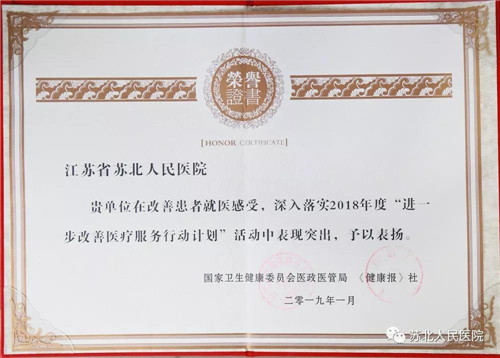 榮譽
證書
[HONOR CERTIFICATE]
江苏省苏北人民医院
贵单位在改善患者就医感受，深入落实2018年度“进一
步改善医疗服务行动计划”活动中表现突出，予以表扬。
国家卫生健康委员会医政医管局 《健康报》社
二零一九年一月
苏北人民医院